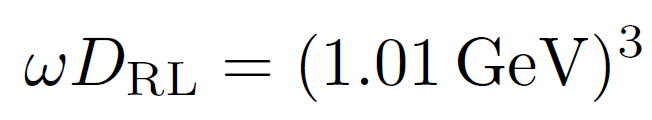 ωD_RL = (1.01 GeV)³